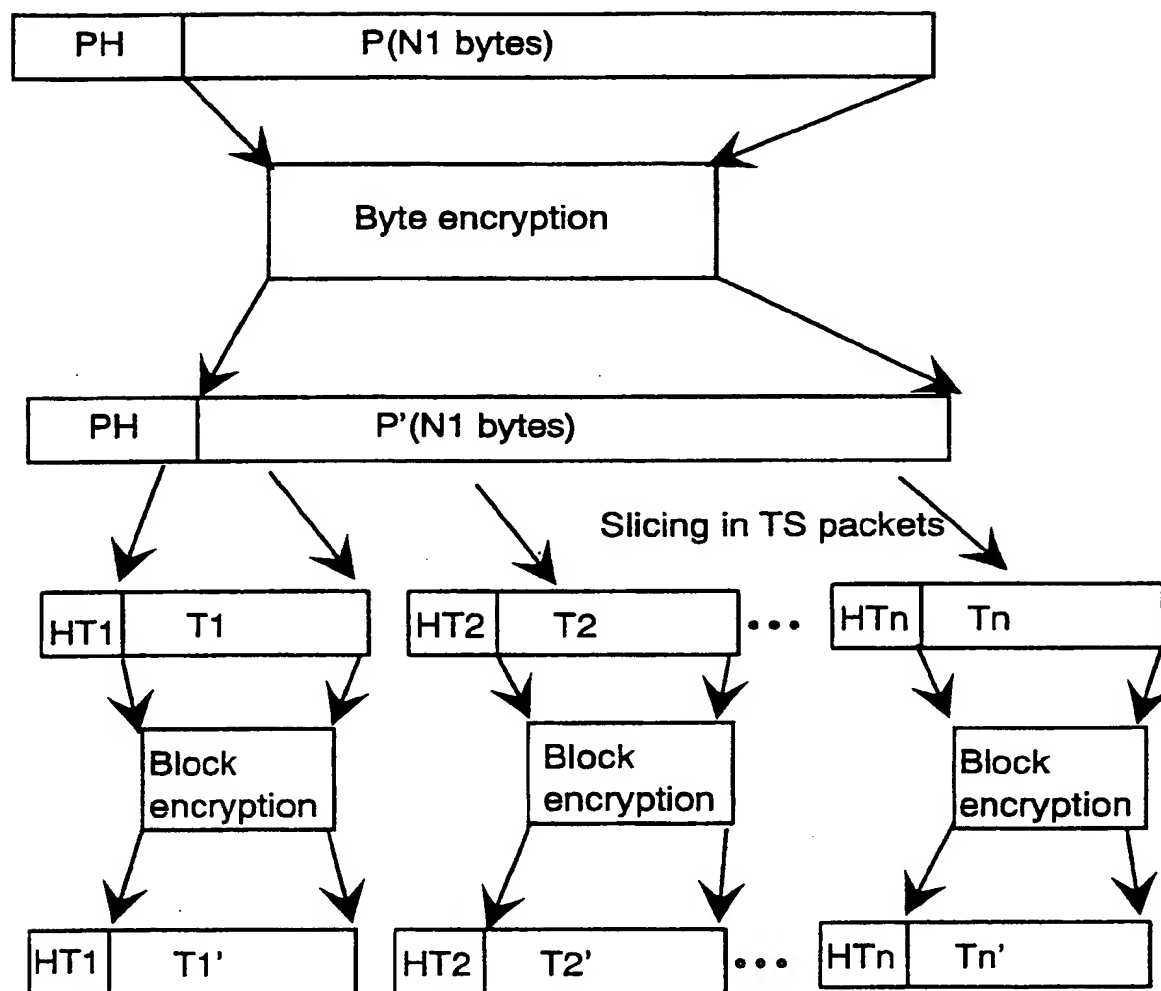 PH P(N1 bytes)
Byte encryption
PH P'(N1 bytes)
Slicing in TS packets
HT1 T1 HT2 T2 ••• HTn Tn
Block
encryption
Block
encryption
Block
encryption
HT1 T1' HT2 T2' ••• HTn Tn'